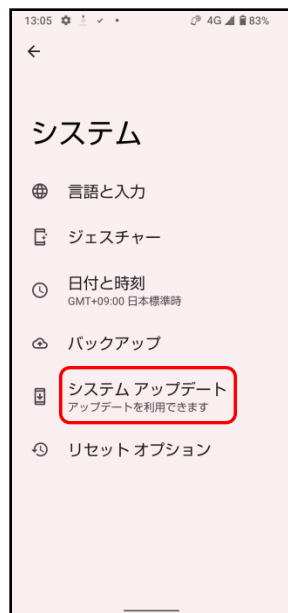 13:05 4G 83%
システム
言語と入力
ジェスチャー
日付と時刻
GMT+09:00 日本標準時
バックアップ
システム アップデート
アップデートを利用できます
リセット オプション